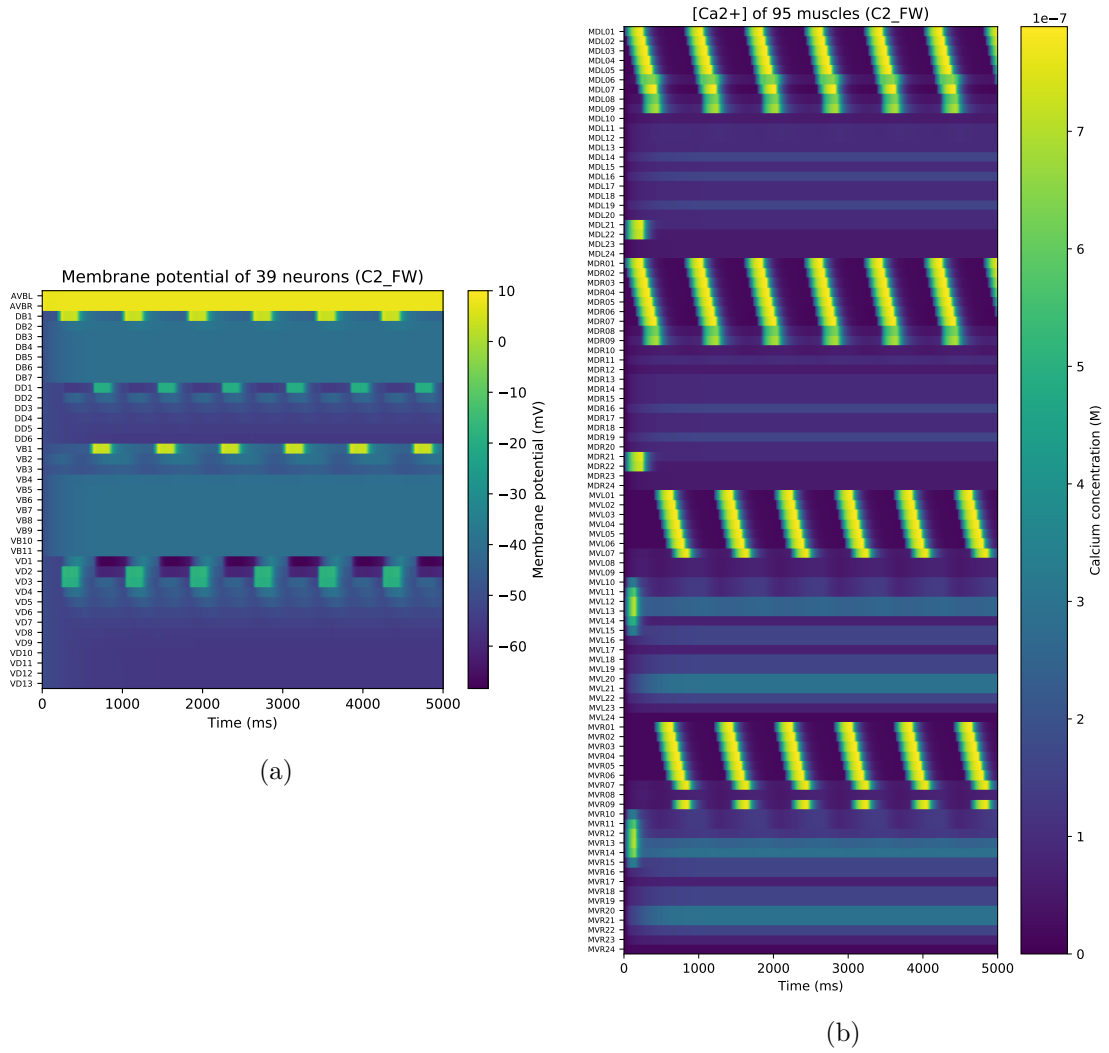 Membrane potential of 39 neurons (C2_FW)
AVBL
AVBR
DB1
DB2
DB3
DB4
DB5
DB6
DB7
DD1
DD2
DD3
DD4
DD5
DD6
VB1
VB2
VB3
VB4
VB5
VB6
VB7
VB8
VB9
VB10
VB11
VD1
VD2
VD3
VD4
VD5
VD6
VD7
VD8
VD9
VD10
VD11
VD12
VD13
0 1000 2000 3000 4000 5000
Time (ms)
10
0
−10
−20
−30
−40
−50
−60
Membrane potential (mV)
(a)
[Ca2+] of 95 muscles (C2_FW)
MDL01
MDL02
MDL03
MDL04
MDL05
MDL06
MDL07
MDL08
MDL09
MDL10
MDL11
MDL12
MDL13
MDL14
MDL15
MDL16
MDL17
MDL18
MDL19
MDL20
MDL21
MDL22
MDL23
MDL24
MDR01
MDR02
MDR03
MDR04
MDR05
MDR06
MDR07
MDR08
MDR09
MDR10
MDR11
MDR12
MDR13
MDR14
MDR15
MDR16
MDR17
MDR18
MDR19
MDR20
MDR21
MDR22
MDR23
MDR24
MVL01
MVL02
MVL03
MVL04
MVL05
MVL06
MVL07
MVL08
MVL09
MVL10
MVL11
MVL12
MVL13
MVL14
MVL15
MVL16
MVL17
MVL18
MVL19
MVL20
MVL21
MVL22
MVL23
MVL24
MVR01
MVR02
MVR03
MVR04
MVR05
MVR06
MVR07
MVR08
MVR09
MVR10
MVR11
MVR12
MVR13
MVR14
MVR15
MVR16
MVR17
MVR18
MVR19
MVR20
MVR21
MVR22
MVR23
MVR24
0 1000 2000 3000 4000 5000
Time (ms)
1e−7
7
6
5
4
3
2
1
0
Calcium concentration (M)
(b)